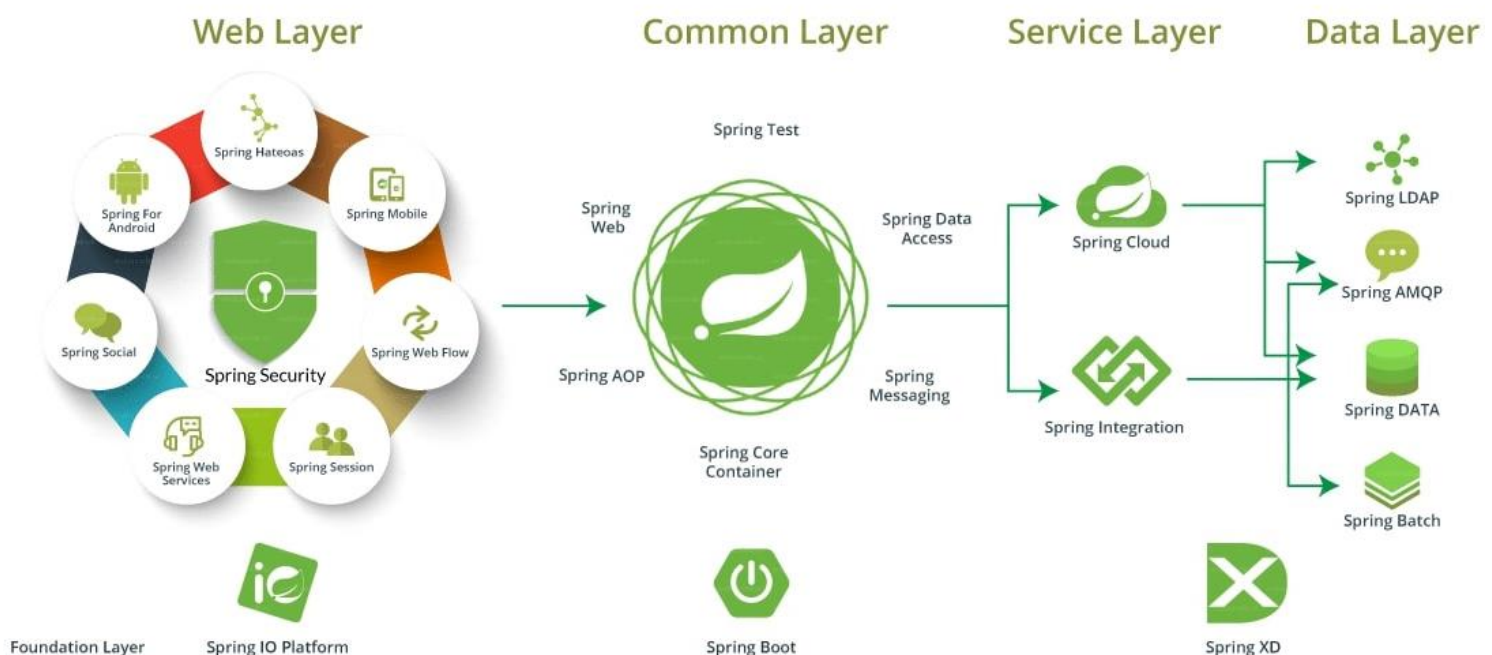 Web Layer
Common Layer
Service Layer
Data Layer
Spring Hateoas
Spring For
Android
Spring Mobile
Spring Social
Spring Web Flow
Spring Security
Spring Web
Services
Spring Session
Spring Test
Spring
Web
Spring Data
Access
Spring AOP
Spring
Messaging
Spring Core
Container
Spring Cloud
Spring Integration
Spring LDAP
Spring AMQP
Spring DATA
Spring Batch
io
X
Foundation Layer
Spring IO Platform
Spring Boot
Spring XD